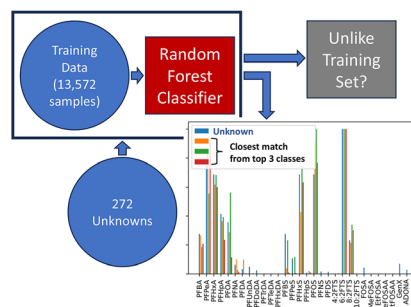 Training
Data
(13,572
samples)
Random
Forest
Classifier
Unlike
Training
Set?
272
Unknowns
Unknown
Closest match
from top 3 classes
PFBA
PFPeA
PFHxA
PFHpA
PFOA
PFNA
PFDA
PFUnDA
PFDoDA
PFTrDA
PFTeDA
PFHxDA
PFBS
PFPeS
PFHxS
PFHpS
PFOS
PFNS
PFDS
4:2FTS
6:2FTS
8:2FTS
10:2FTS
FOSA
MeFOSA
EtFOSA
GenX
ADONA